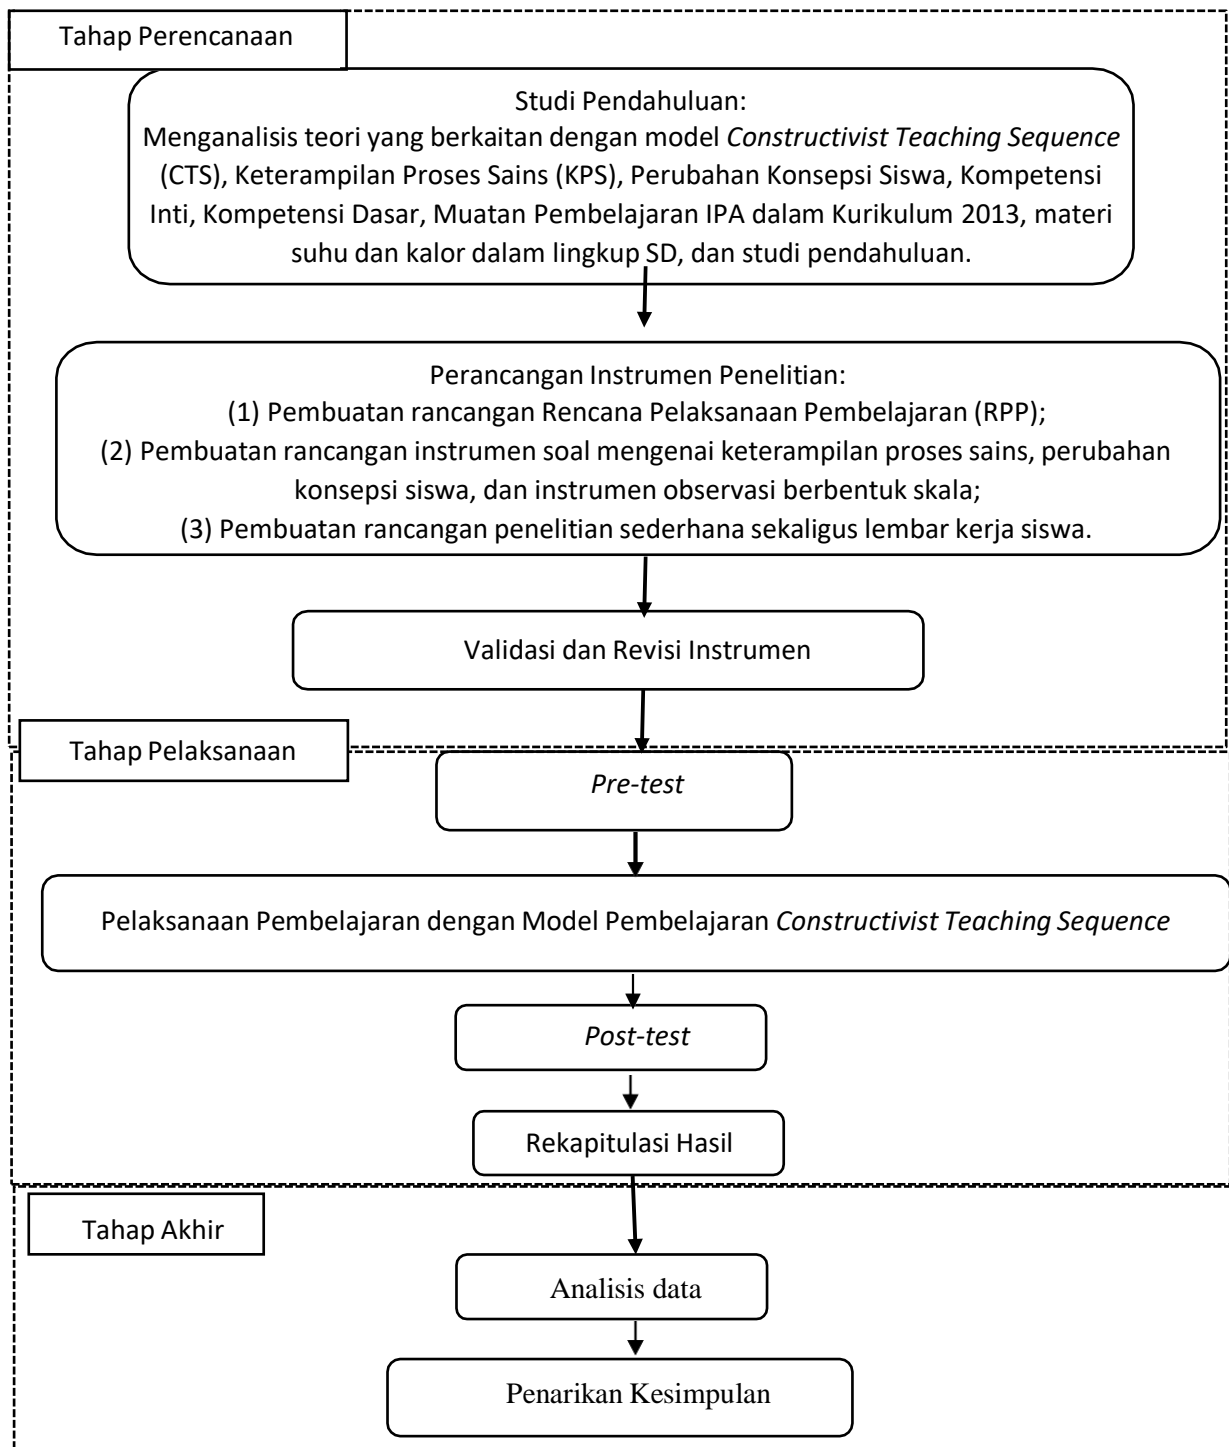 Tahap Perencanaan
Studi Pendahuluan:
Menganalisis teori yang berkaitan dengan model Constructivist Teaching Sequence
(CTS), Keterampilan Proses Sains (KPS), Perubahan Konsepsi Siswa, Kompetensi
Inti, Kompetensi Dasar, Muatan Pembelajaran IPA dalam Kurikulum 2013, materi
suhu dan kalor dalam lingkup SD, dan studi pendahuluan.
Perancangan Instrumen Penelitian:
(1) Pembuatan rancangan Rencana Pelaksanaan Pembelajaran (RPP);
(2) Pembuatan rancangan instrumen soal mengenai keterampilan proses sains, perubahan
konsepsi siswa, dan instrumen observasi berbentuk skala;
(3) Pembuatan rancangan penelitian sederhana sekaligus lembar kerja siswa.
Validasi dan Revisi Instrumen
Tahap Pelaksanaan
Pre-test
Pelaksanaan Pembelajaran dengan Model Pembelajaran Constructivist Teaching Sequence
Post-test
Rekapitulasi Hasil
Tahap Akhir
Analisis data
Penarikan Kesimpulan